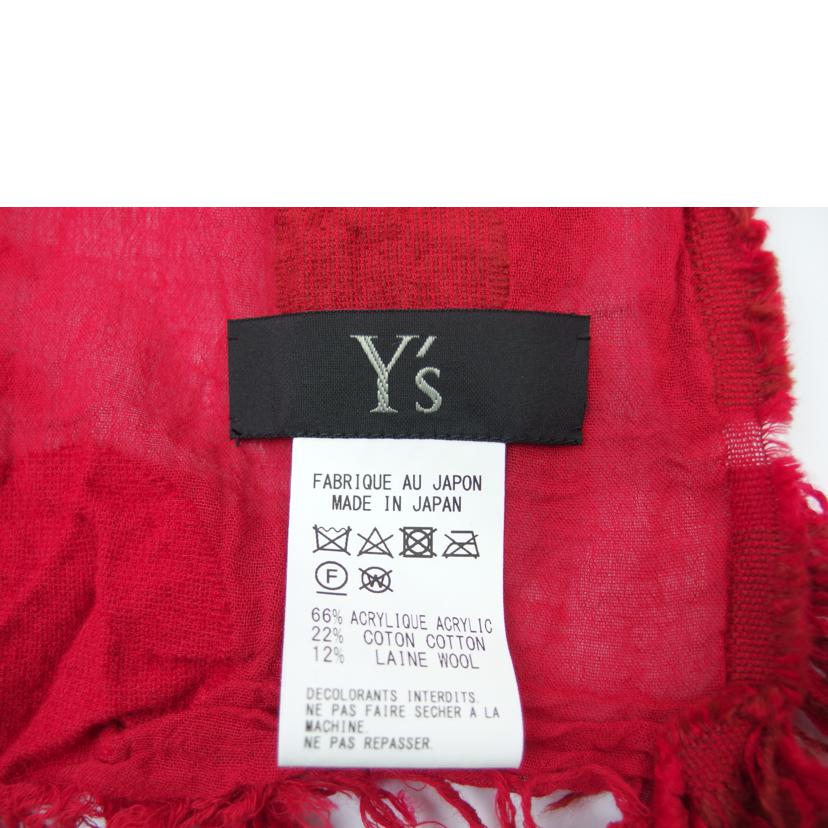 Y's
FABRIQUE AU JAPON
MADE IN JAPAN
F
W
66% ACRYLIQUE ACRYLIC
22% COTON COTTON
12% LAINE WOOL
DECOLORANTS INTERDITS.
NE PAS FAIRE SECHER A LA
MACHINE.
NE PAS REPASSER.